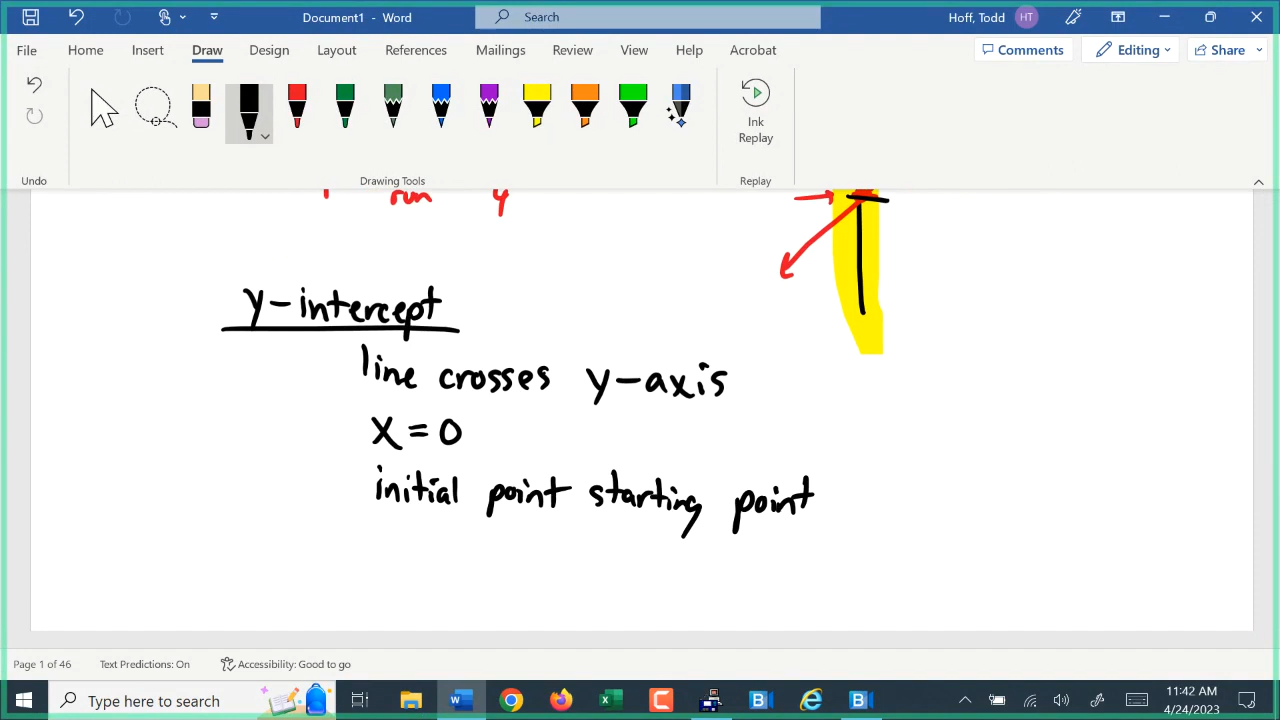 Document1 - Word
Search
Hoff, Todd HT
File Home Insert Draw Design Layout References Mailings Review View Help Acrobat
Comments Editing Share
Ink Replay
Undo Drawing Tools Replay
run 4
y-intercept
line crosses y-axis
x=0
initial point starting point
Page 1 of 46 Text Predictions: On Accessibility: Good to go
Type here to search
11:42 AM
4/24/2023